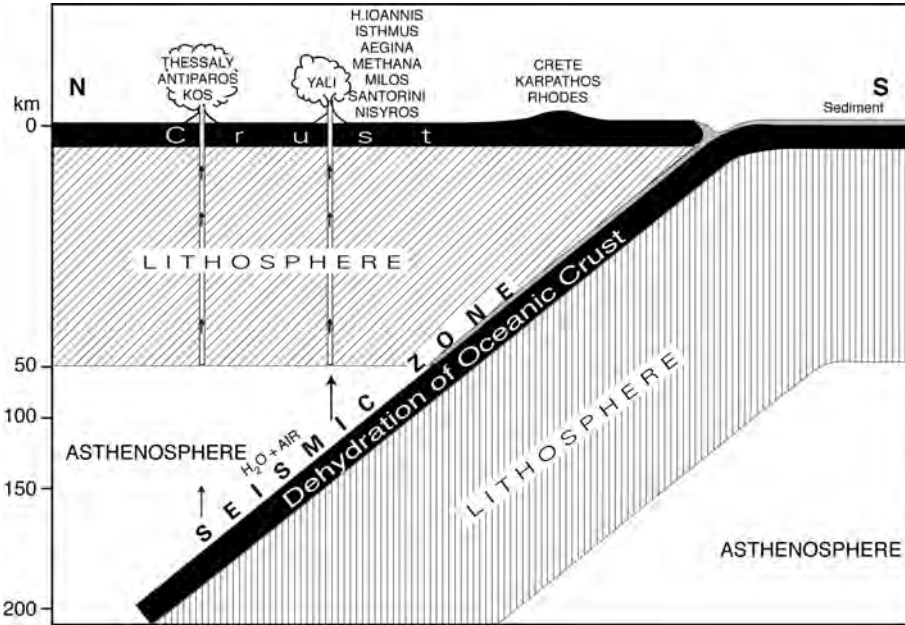 H.IOANNIS
ISTHMUS
AEGINA
METHANA
MILOS
SANTORINI
NISYROS
THESSALY
ANTIPAROS
KOS
YALI
CRETE
KARPATHOS
RHODES
N
S
km
Sediment
0
Crust
LITHOSPHERE
50
100
150
200
ASTHENOSPHERE
H₂O + AIR
SEISMIC ZONE
Dehydration of Oceanic Crust
LITHOSPHERE
ASTHENOSPHERE